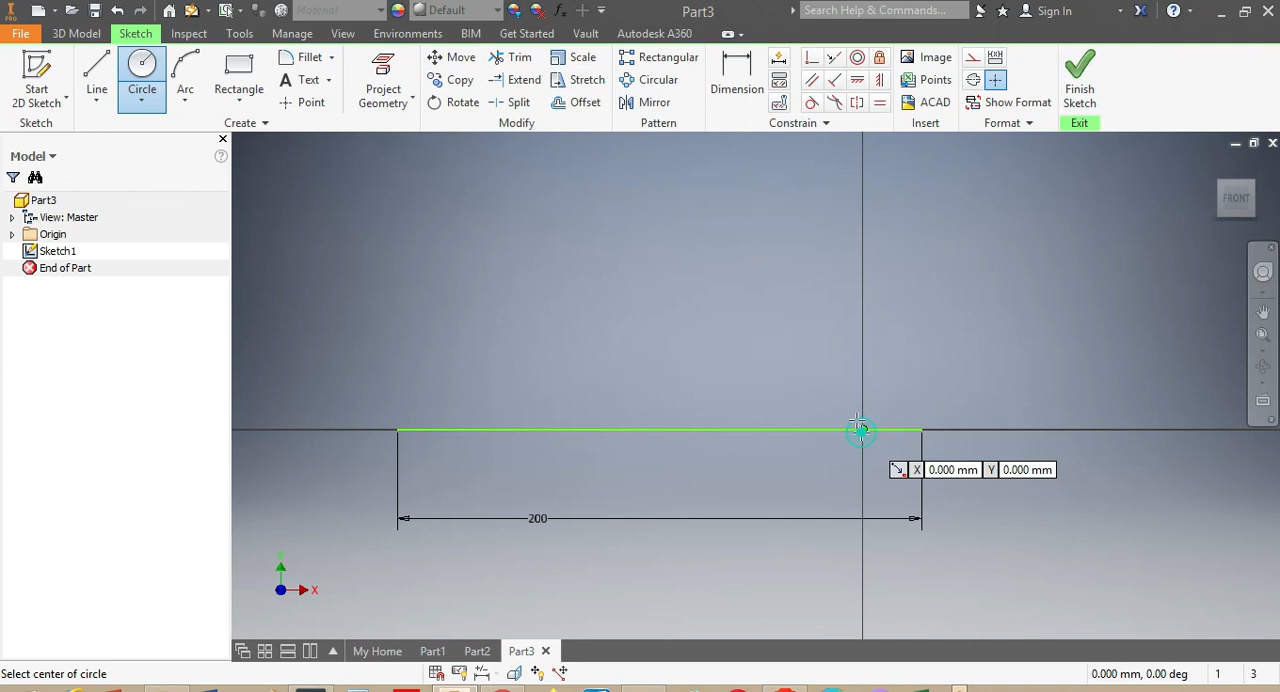 PRO Material Default fx Part3 Search Help & Commands... Sign In
File 3D Model Sketch Inspect Tools Manage View Environments BIM Get Started Vault Autodesk A360
Start
2D Sketch
Line
Circle
Arc
Rectangle
Fillet
Text
Point
Project
Geometry
Move
Copy
Rotate
Trim
Extend
Split
Scale
Stretch
Offset
Rectangular
Circular
Mirror
Dimension
Image
Points
ACAD
Show Format
Finish
Sketch
Sketch Create Modify Pattern Constrain Insert Format Exit
Model
Part3
View: Master
Origin
Sketch1
End of Part
FRONT
X 0.000 mm Y 0.000 mm
200
X
My Home Part1 Part2 Part3
Select center of circle
0.000 mm, 0.00 deg 1 3